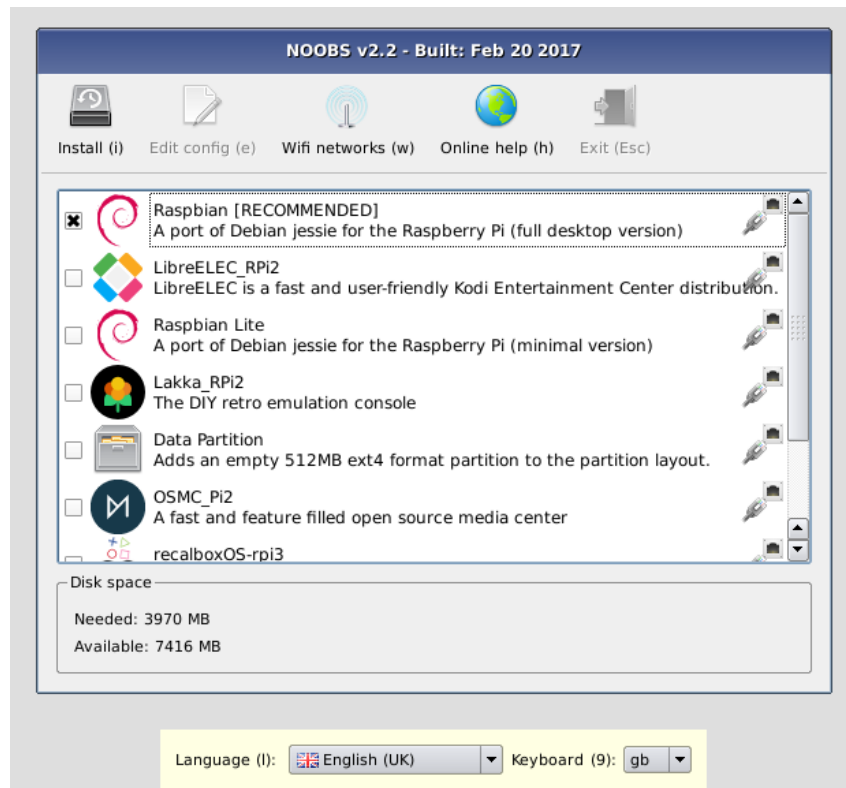 NOOBS v2.2 - Built: Feb 20 2017
Install (i) Edit config (e) Wifi networks (w) Online help (h) Exit (Esc)
Raspbian [RECOMMENDED]
A port of Debian jessie for the Raspberry Pi (full desktop version)
LibreELEC_RPi2
LibreELEC is a fast and user-friendly Kodi Entertainment Center distribution.
Raspbian Lite
A port of Debian jessie for the Raspberry Pi (minimal version)
Lakka_RPi2
The DIY retro emulation console
Data Partition
Adds an empty 512MB ext4 format partition to the partition layout.
OSMC_Pi2
A fast and feature filled open source media center
recalboxOS-rpi3
Disk space
Needed: 3970 MB
Available: 7416 MB
Language (l): English (UK) Keyboard (9): gb